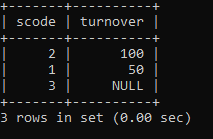 +-------+----------+
| scode | turnover |
+-------+----------+
|     2 |      100 |
|     1 |       50 |
|     3 |     NULL |
+-------+----------+
3 rows in set (0.00 sec)